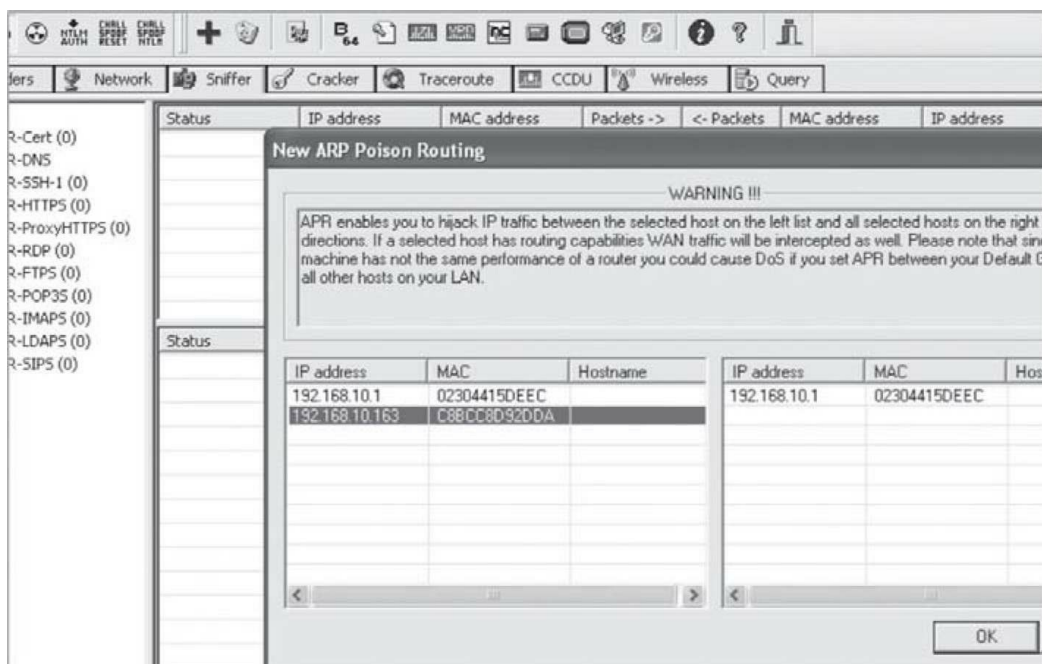 NTLM AUTH
CHALL SPOOF RESET
CHALL SPOOF NTLM
B 64
nc
ders Network Sniffer Cracker Traceroute CCDU Wireless Query
R-Cert (0)
R-DNS
R-SSH-1 (0)
R-HTTPS (0)
R-ProxyHTTPS (0)
R-RDP (0)
R-FTPS (0)
R-POP3S (0)
R-IMAPS (0)
R-LDAPS (0)
R-SIPS (0)
Status IP address MAC address Packets -> <- Packets MAC address IP address
Status
New ARP Poison Routing
WARNING !!!
APR enables you to hijack IP traffic between the selected host on the left list and all selected hosts on the right
directions. If a selected host has routing capabilities WAN traffic will be intercepted as well. Please note that sin
machine has not the same performance of a router you could cause DoS if you set APR between your Default G
all other hosts on your LAN.
IP address MAC Hostname
192.168.10.1 02304415DEEC
192.168.10.163 C8BCC8D92DDA
IP address MAC Hos
192.168.10.1 02304415DEEC
OK